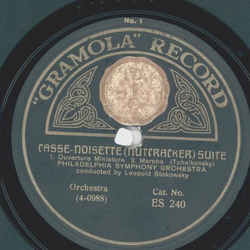 No. 1
"GRAMOLA" RECORD
CASSE-NOISETTE (NUTCRACKER) SUITE
1. Ouverture Miniature 2. Marche (Tchaikovsky)
PHILADELPHIA SYMPHONY ORCHESTRA
conducted by Leopold Stokowsky
Orchestra Cat. No.
(4-0988) ES 240